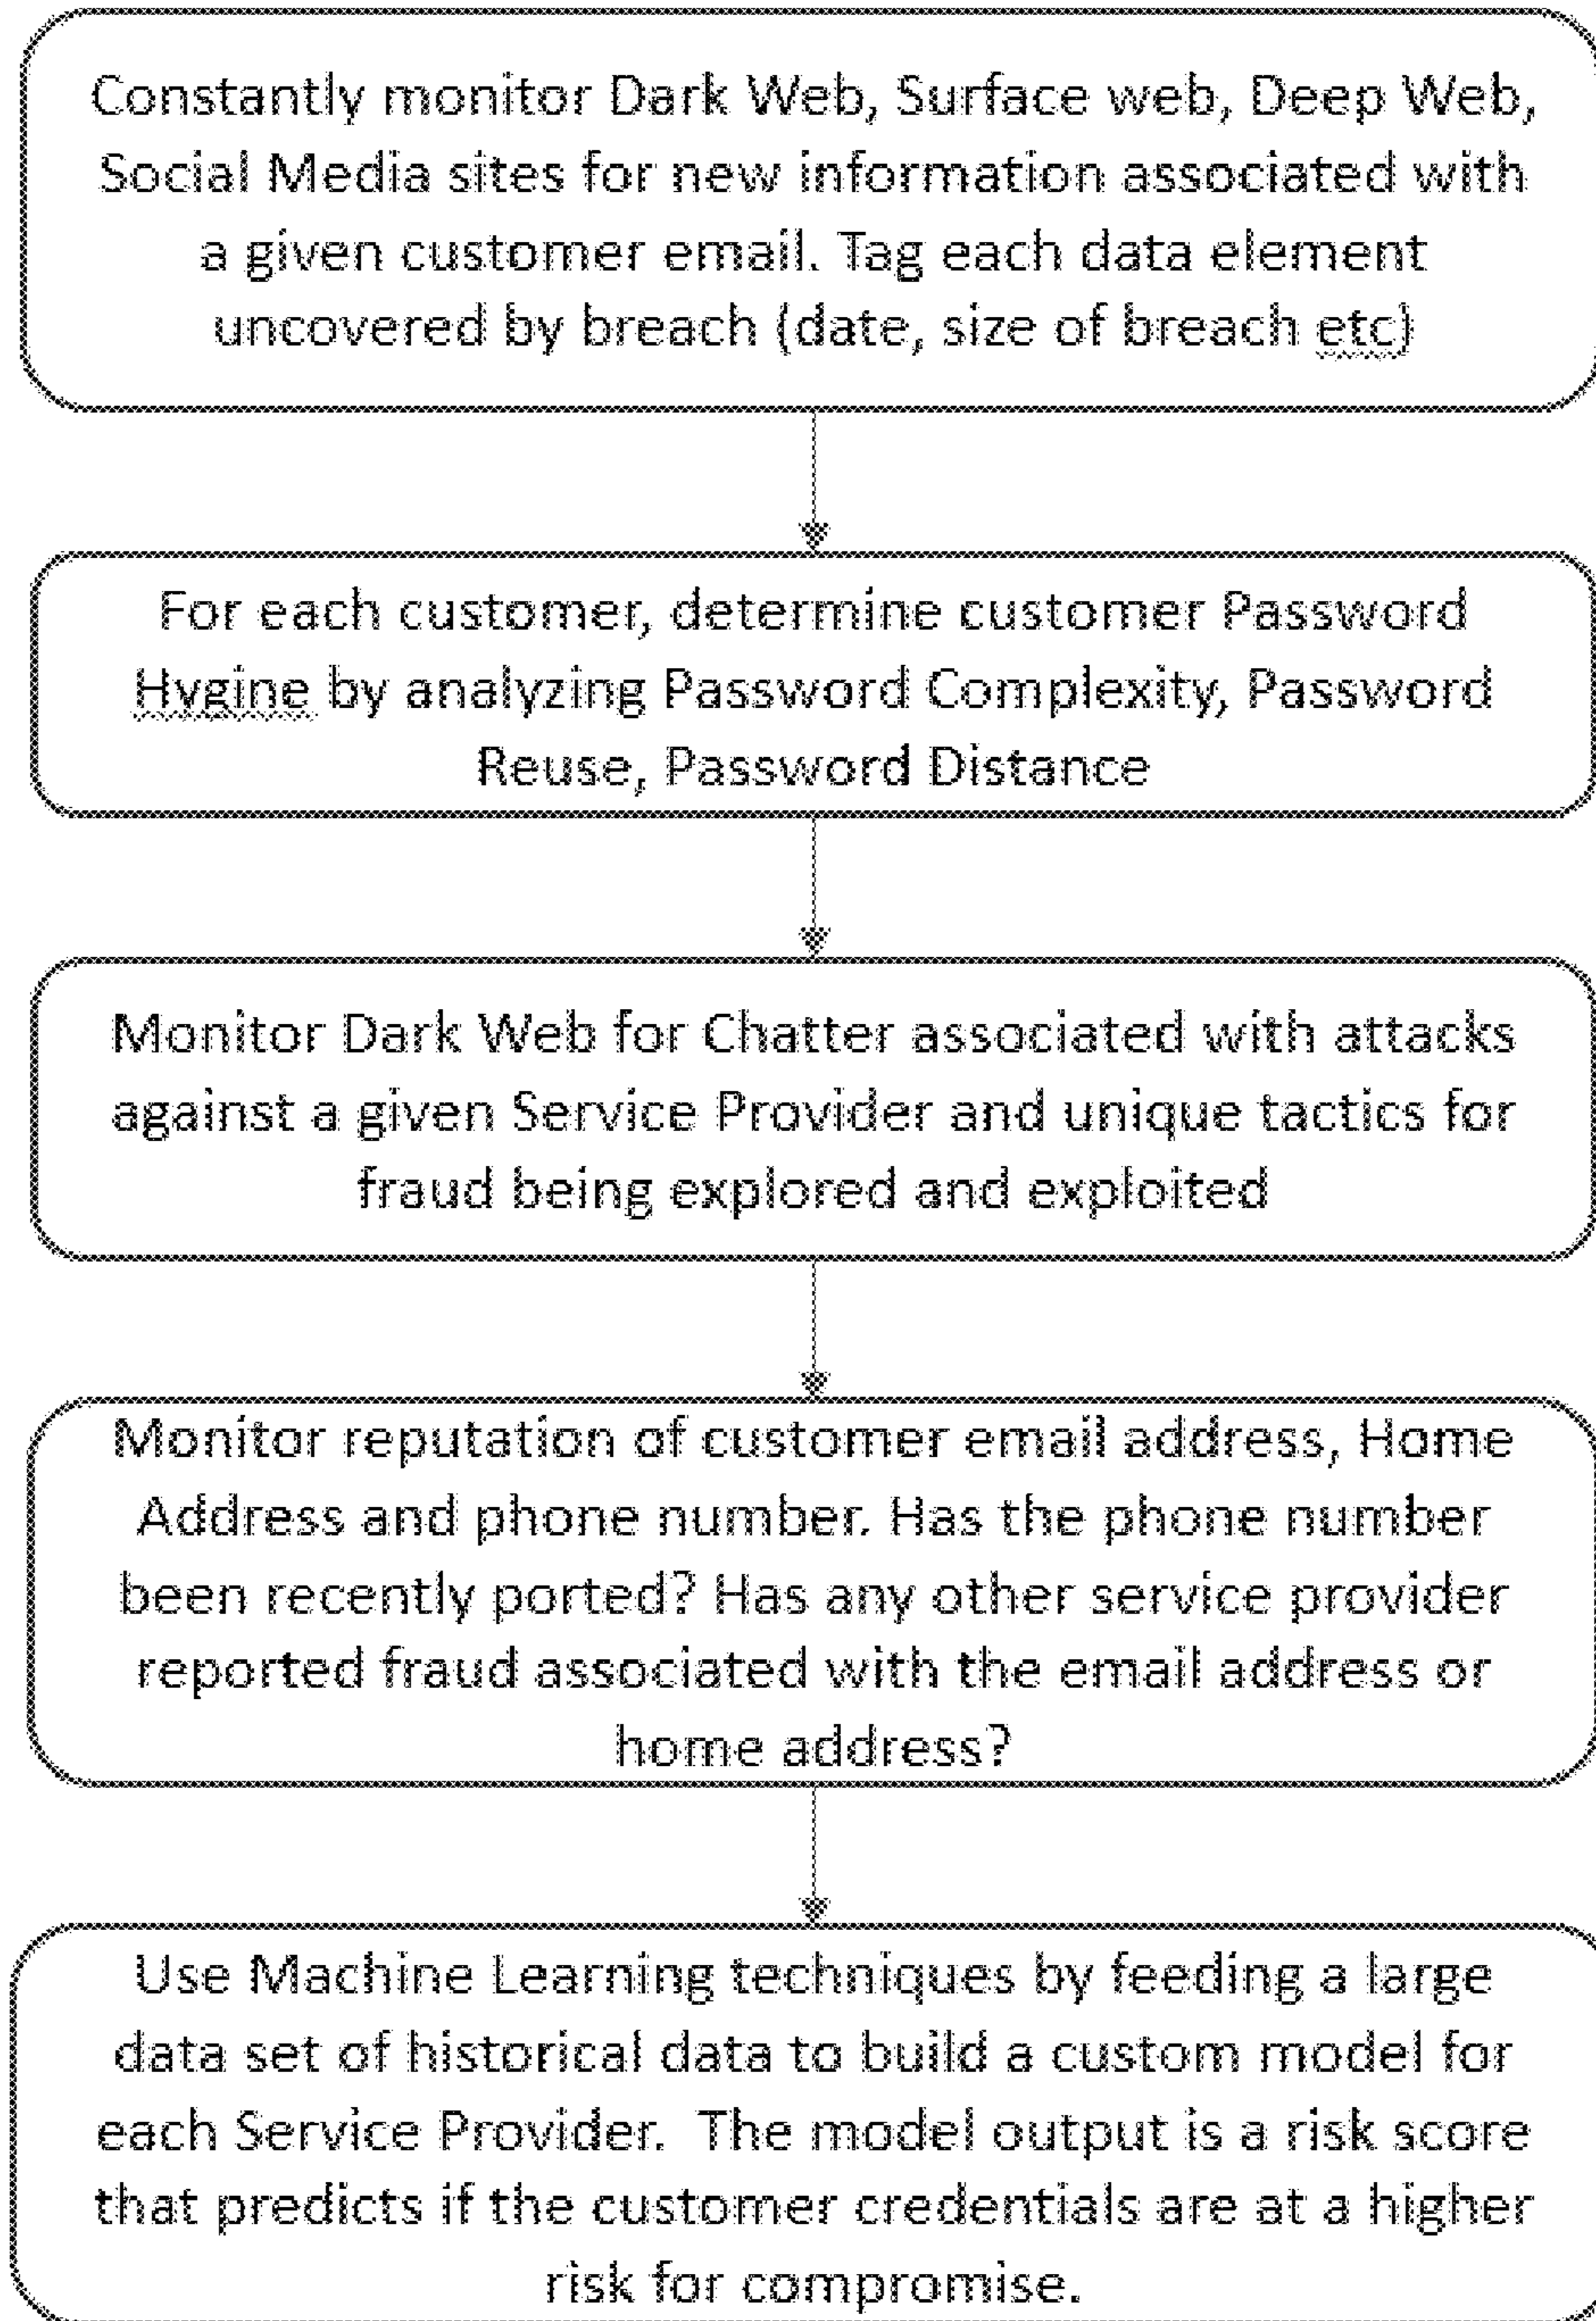 Constantly monitor Dark Web, Surface web, Deep Web,
Social Media sites for new information associated with
a given customer email. Tag each data element
uncovered by breach (date, size of breach etc)
For each customer, determine customer Password
Hygine by analyzing Password Complexity, Password
Reuse, Password Distance
Monitor Dark Web for Chatter associated with attacks
against a given Service Provider and unique tactics for
fraud being explored and exploited
Monitor reputation of customer email address, Home
Address and phone number. Has the phone number
been recently ported? Has any other service provider
reported fraud associated with the email address or
home address?
Use Machine Learning techniques by feeding a large
data set of historical data to build a custom model for
each Service Provider.  The model output is a risk score
that predicts if the customer credentials are at a higher
risk for compromise.